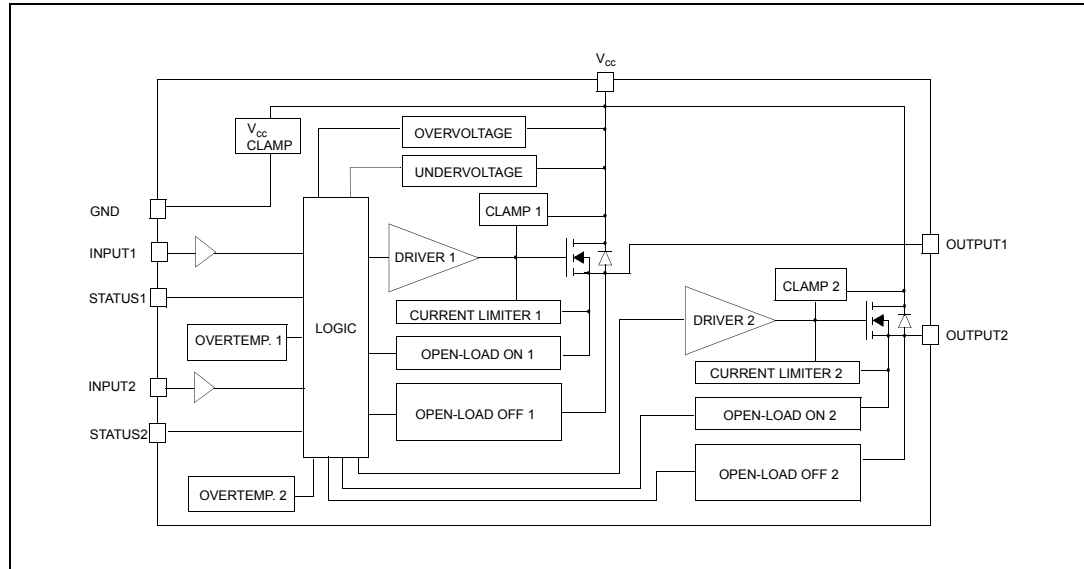 Vcc
Vcc
CLAMP
OVERVOLTAGE
UNDERVOLTAGE
GND
CLAMP 1
INPUT1
DRIVER 1
OUTPUT1
STATUS1
CLAMP 2
CURRENT LIMITER 1
LOGIC
DRIVER 2
OVERTEMP. 1
OUTPUT2
OPEN-LOAD ON 1
CURRENT LIMITER 2
INPUT2
OPEN-LOAD OFF 1
OPEN-LOAD ON 2
STATUS2
OPEN-LOAD OFF 2
OVERTEMP. 2